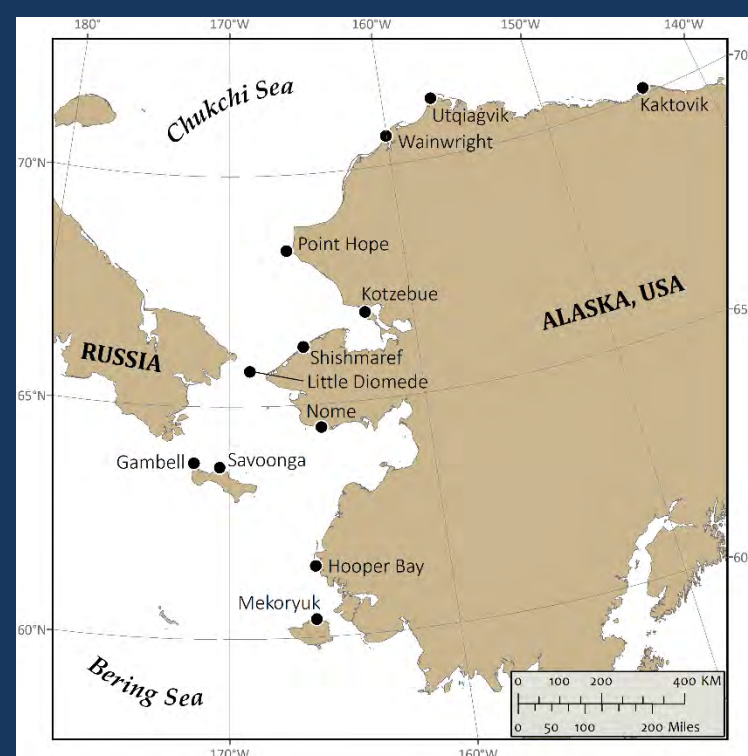 180° 170°W 160°W 150°W 140°W
Chukchi Sea
70
Utqiagvik
Kaktovik
Wainwright
70°N
Point Hope
Kotzebue
ALASKA, USA
65
RUSSIA
Shishmaref
Little Diomede
65°N
Nome
Gambell
Savoonga
60
Hooper Bay
Mekoryuk
60°N
Bering Sea
0 100 200 400 KM
0 50 100 200 Miles
170°W 160°W